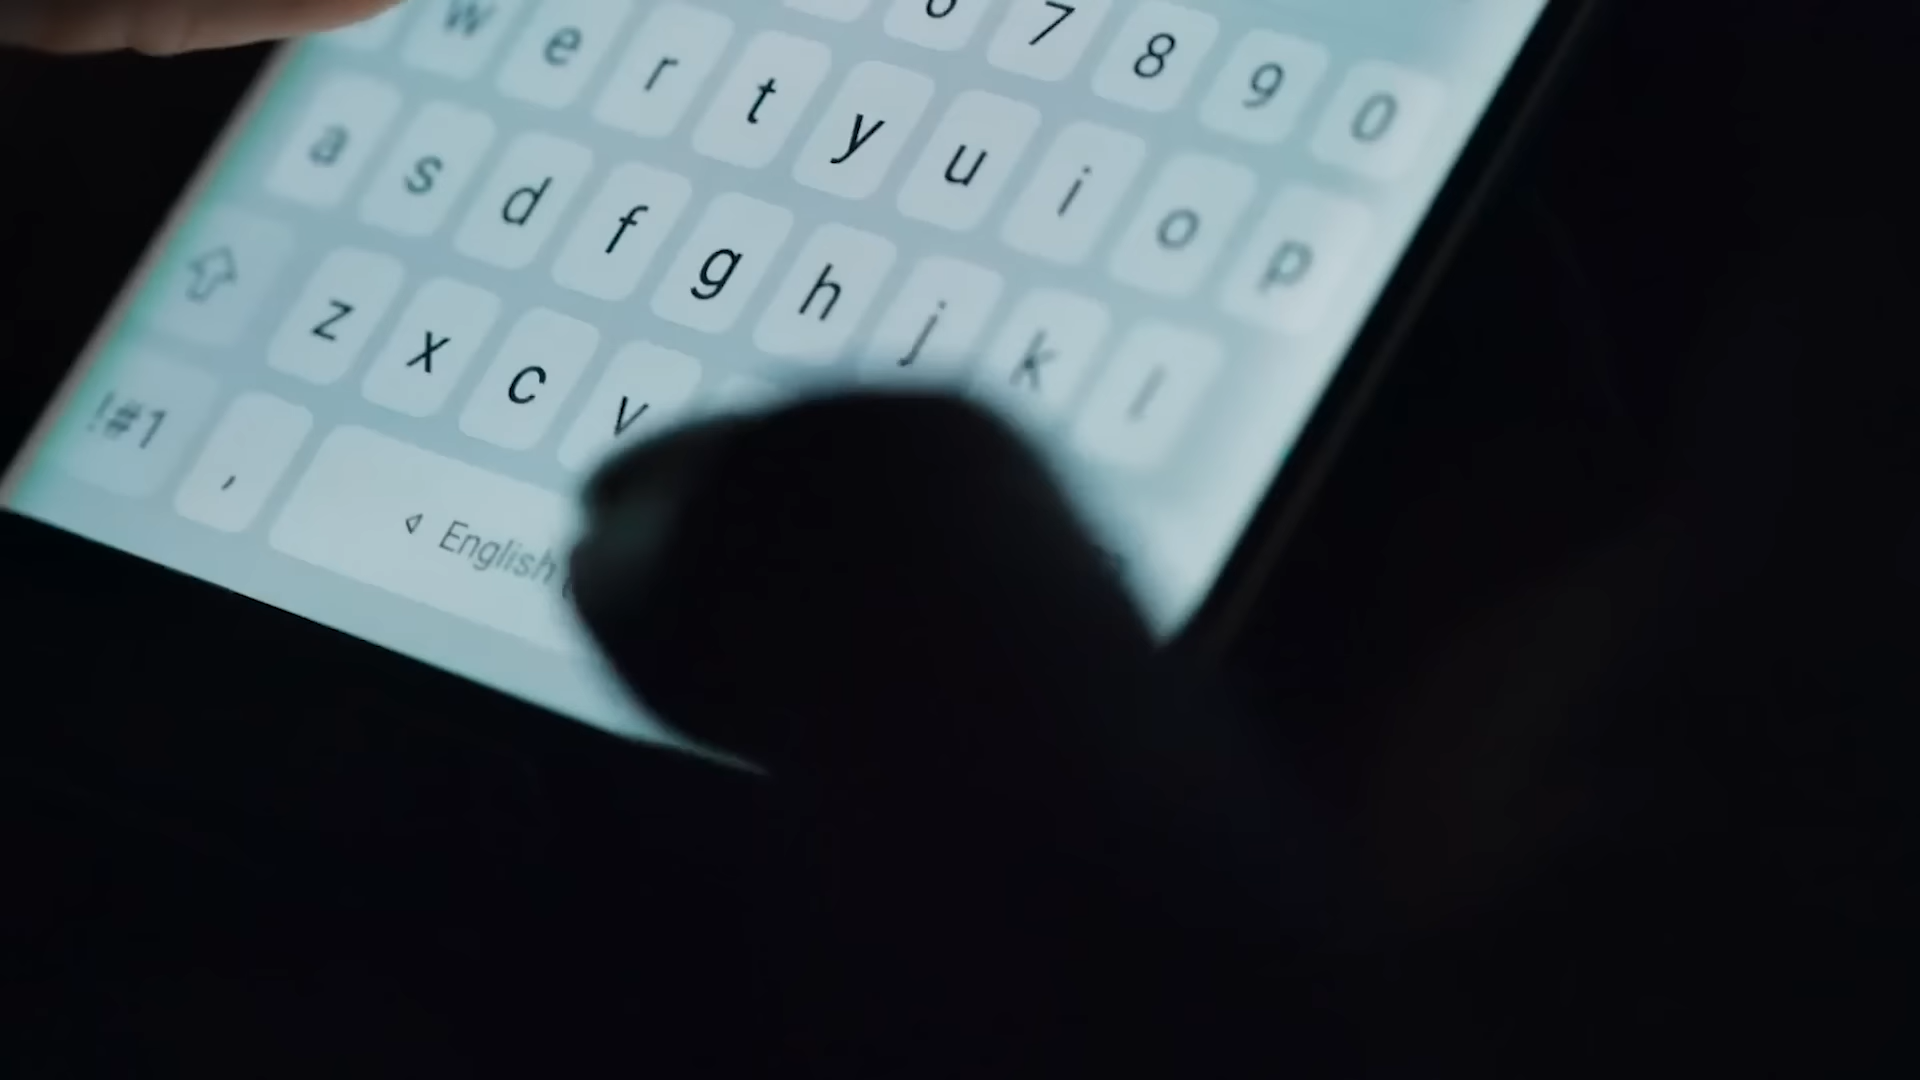 7 8 9 0
w e r t y u i o p
a s d f g h j k l
z x c v
!#1 , English